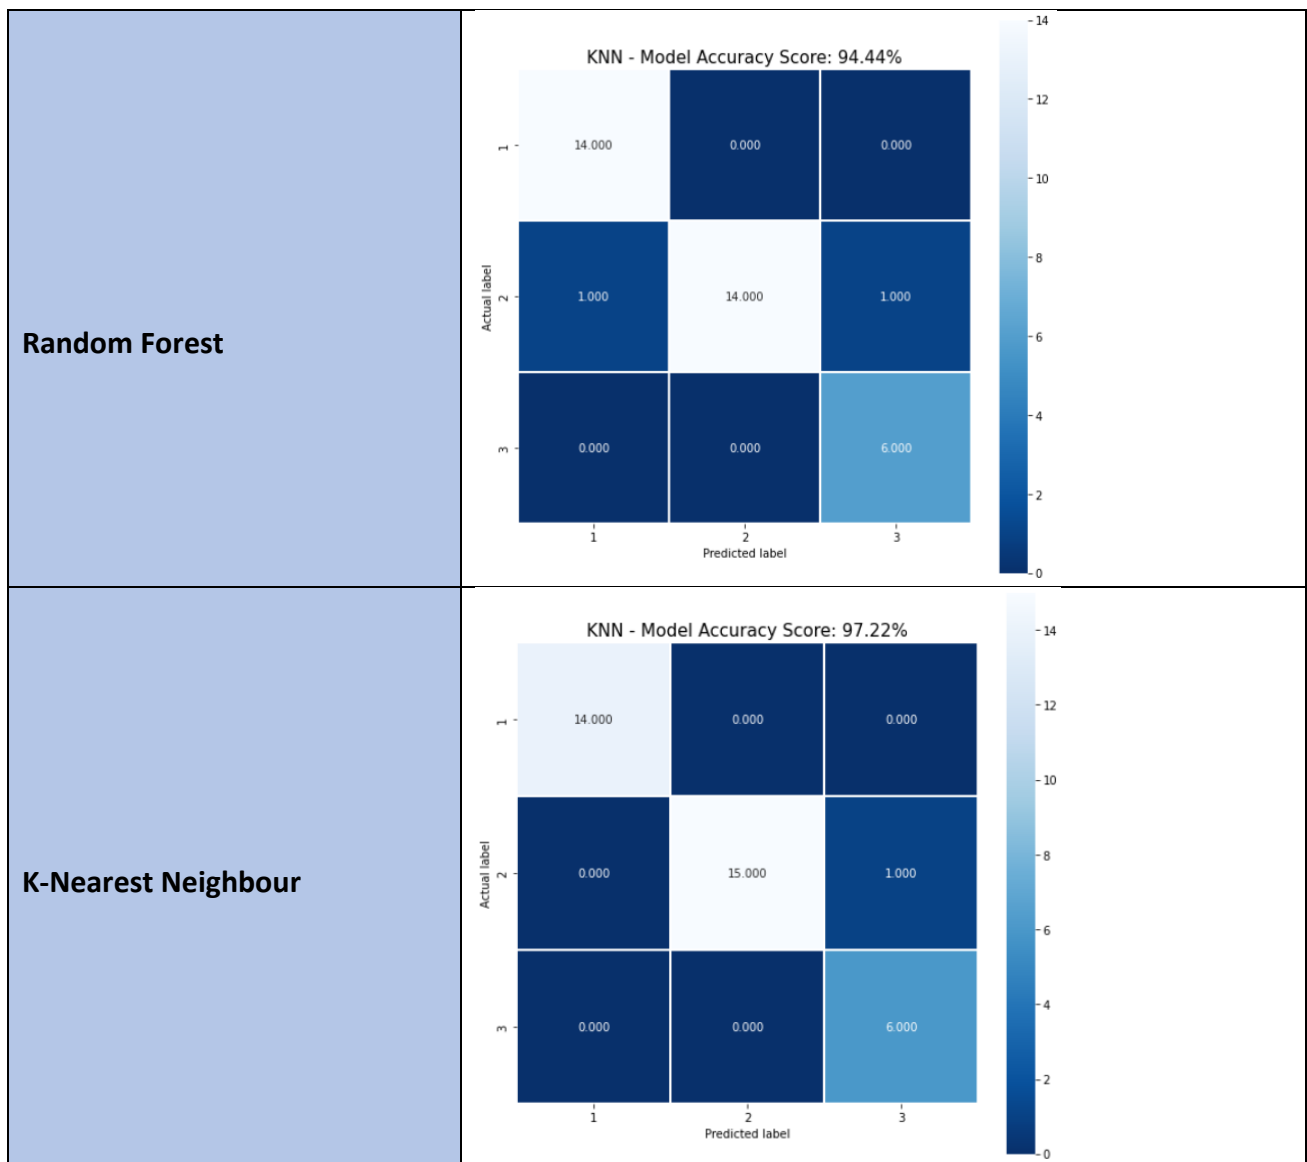 Random Forest
KNN - Model Accuracy Score: 94.44%
Actual label
1
14.000 0.000 0.000
2
1.000 14.000 1.000
3
0.000 0.000 6.000
1 2 3
Predicted label
14
12
10
8
6
4
2
0
K-Nearest Neighbour
KNN - Model Accuracy Score: 97.22%
Actual label
1
14.000 0.000 0.000
2
0.000 15.000 1.000
3
0.000 0.000 6.000
1 2 3
Predicted label
14
12
10
8
6
4
2
0